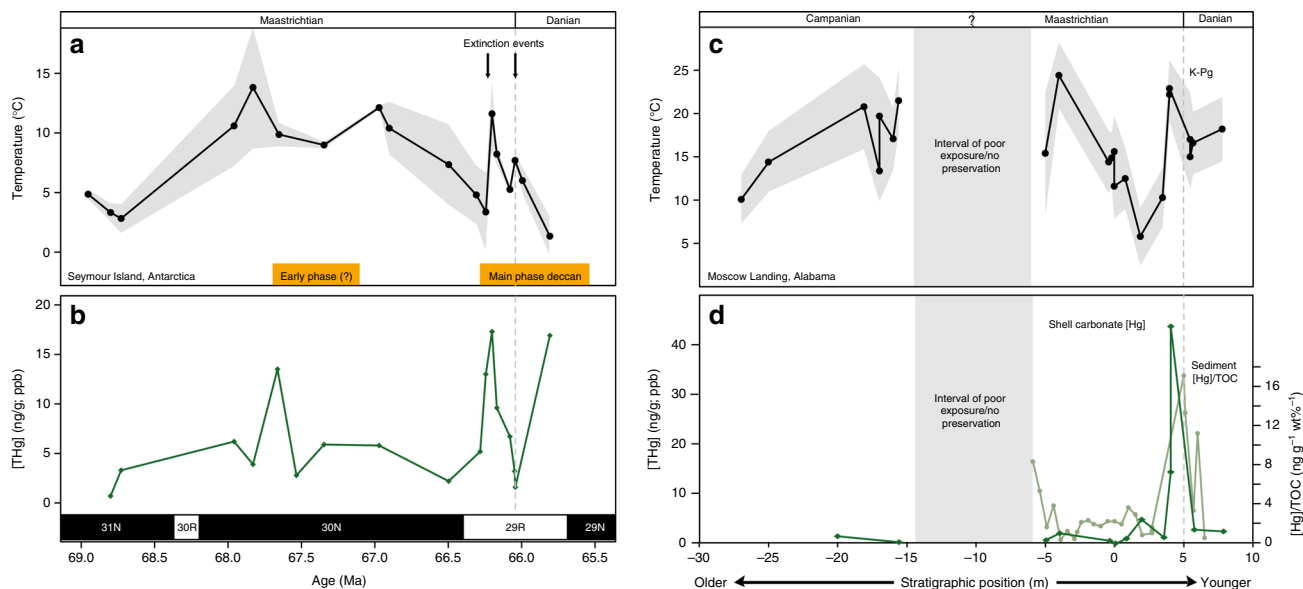 Maastrichtian
Danian
a
Extinction events
15
10
5
0
Temperature (°C)
Seymour Island, Antarctica
Early phase (?)
Main phase deccan
b
20
15
10
5
0
[THg] (ng/g; ppb)
31N
30R
30N
29R
29N
69.0
68.5
68.0
67.5
67.0
66.5
66.0
65.5
Age (Ma)
Campanian
?
Maastrichtian
Danian
c
K-Pg
25
20
15
10
5
Temperature (°C)
Interval of poor
exposure/no
preservation
Moscow Landing, Alabama
d
Shell carbonate [Hg]
Sediment
[Hg]/TOC
40
30
20
10
0
[THg] (ng/g; ppb)
Interval of poor
exposure/no
preservation
16
12
8
4
0
[Hg]/TOC (ng g⁻¹ wt%⁻¹)
−30
−25
−20
−15
−10
−5
0
5
10
Older
Stratigraphic position (m)
Younger